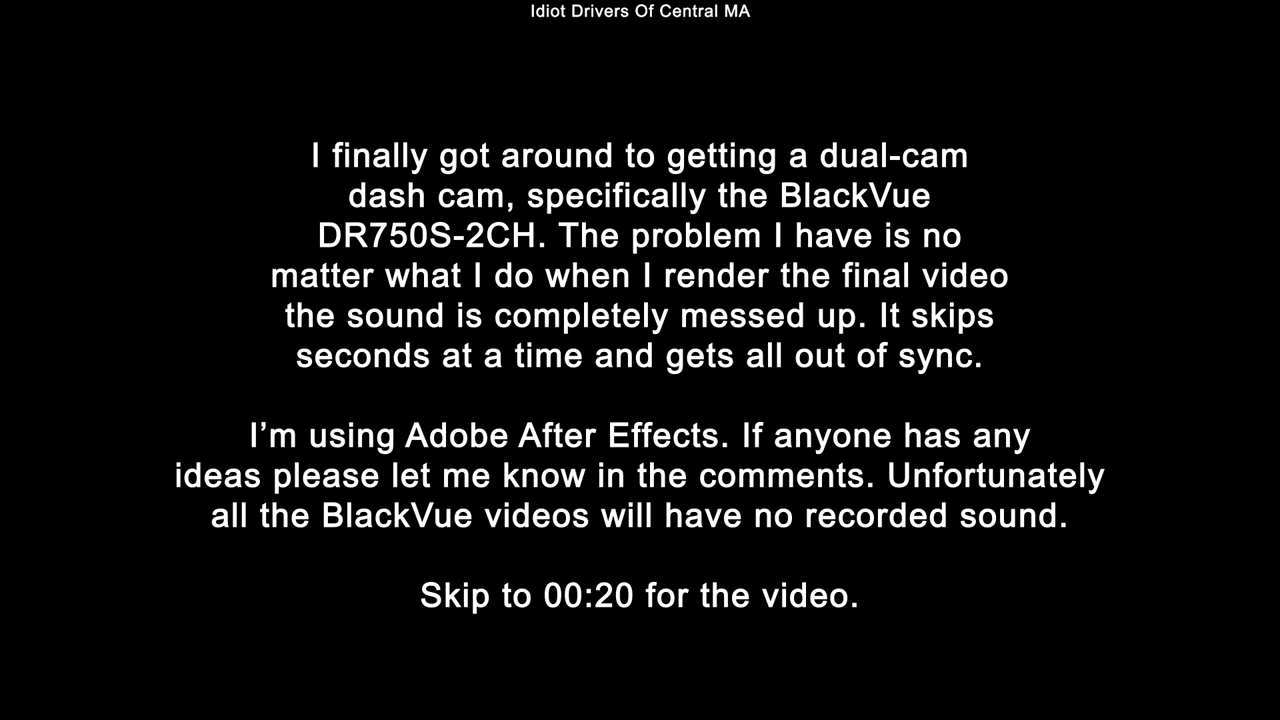 Idiot Drivers Of Central MA
I finally got around to getting a dual-cam
dash cam, specifically the BlackVue
DR750S-2CH. The problem I have is no
matter what I do when I render the final video
the sound is completely messed up. It skips
seconds at a time and gets all out of sync.
I’m using Adobe After Effects. If anyone has any
ideas please let me know in the comments. Unfortunately
all the BlackVue videos will have no recorded sound.
Skip to 00:20 for the video.